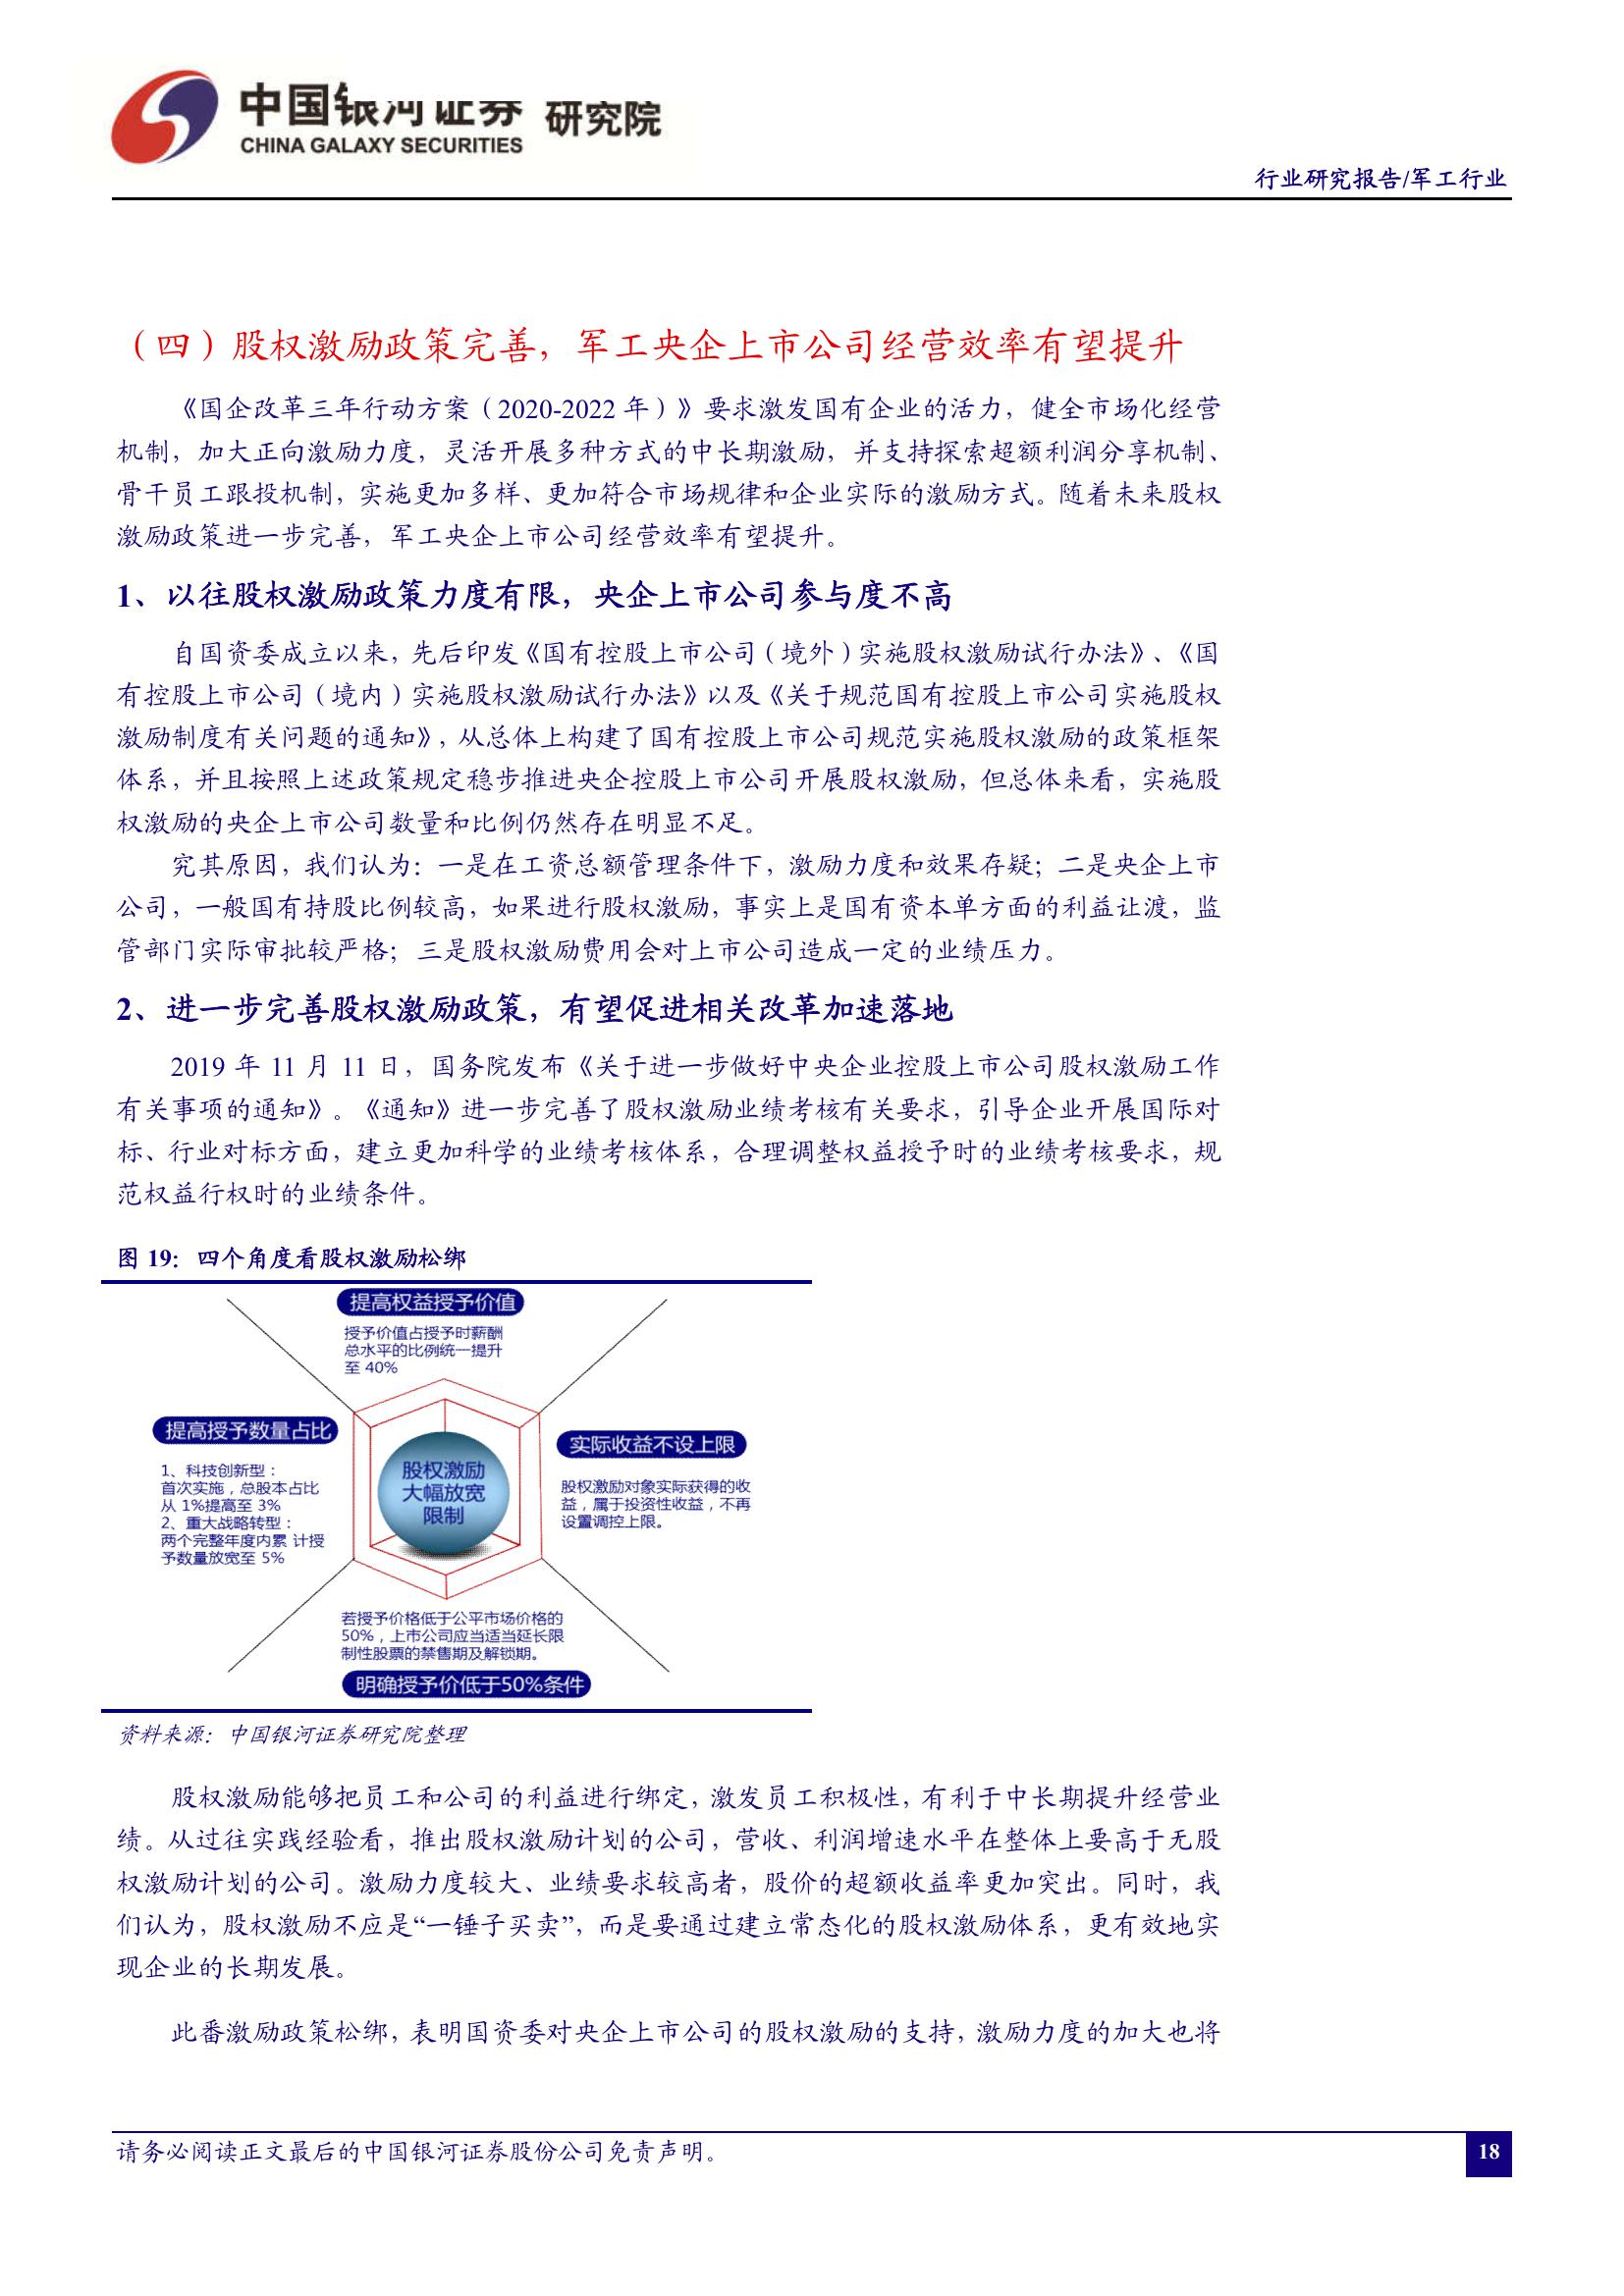 中国银河证券 研究院
CHINA GALAXY SECURITIES
行业研究报告/军工行业
（四）股权激励政策完善，军工央企上市公司经营效率有望提升
《国企改革三年行动方案（2020-2022 年）》要求激发国有企业的活力，健全市场化经营
机制，加大正向激励力度，灵活开展多种方式的中长期激励，并支持探索超额利润分享机制、
骨干员工跟投机制，实施更加多样、更加符合市场规律和企业实际的激励方式。随着未来股权
激励政策进一步完善，军工央企上市公司经营效率有望提升。
1、以往股权激励政策力度有限，央企上市公司参与度不高
自国资委成立以来，先后印发《国有控股上市公司（境外）实施股权激励试行办法》、《国
有控股上市公司（境内）实施股权激励试行办法》以及《关于规范国有控股上市公司实施股权
激励制度有关问题的通知》，从总体上构建了国有控股上市公司规范实施股权激励的政策框架
体系，并且按照上述政策规定稳步推进央企控股上市公司开展股权激励，但总体来看，实施股
权激励的央企上市公司数量和比例仍然存在明显不足。
究其原因，我们认为：一是在工资总额管理条件下，激励力度和效果存疑；二是央企上市
公司，一般国有持股比例较高，如果进行股权激励，事实上是国有资本单方面的利益让渡，监
管部门实际审批较严格；三是股权激励费用会对上市公司造成一定的业绩压力。
2、进一步完善股权激励政策，有望促进相关改革加速落地
2019 年 11 月 11 日，国务院发布《关于进一步做好中央企业控股上市公司股权激励工作
有关事项的通知》。《通知》进一步完善了股权激励业绩考核有关要求，引导企业开展国际对
标、行业对标方面，建立更加科学的业绩考核体系，合理调整权益授予时的业绩考核要求，规
范权益行权时的业绩条件。
图 19：四个角度看股权激励松绑
提高权益授予价值
授予价值占授予时薪酬
总水平的比例统一提升
至 40%
提高授予数量占比
1、科技创新型：
首次实施，总股本占比
从 1%提高至 3%
2、重大战略转型：
两个完整年度内累 计授
予数量放宽至 5%
股权激励
大幅放宽
限制
实际收益不设上限
股权激励对象实际获得的收
益，属于投资性收益，不再
设置调控上限。
若授予价格低于公平市场价格的
50%，上市公司应当适当延长限
制性股票的禁售期及解锁期。
明确授予价低于50%条件
资料来源：中国银河证券研究院整理
股权激励能够把员工和公司的利益进行绑定，激发员工积极性，有利于中长期提升经营业
绩。从过往实践经验看，推出股权激励计划的公司，营收、利润增速水平在整体上要高于无股
权激励计划的公司。激励力度较大、业绩要求较高者，股价的超额收益率更加突出。同时，我
们认为，股权激励不应是“一锤子买卖”，而是要通过建立常态化的股权激励体系，更有效地实
现企业的长期发展。
此番激励政策松绑，表明国资委对央企上市公司的股权激励的支持，激励力度的加大也将
请务必阅读正文最后的中国银河证券股份公司免责声明。
18